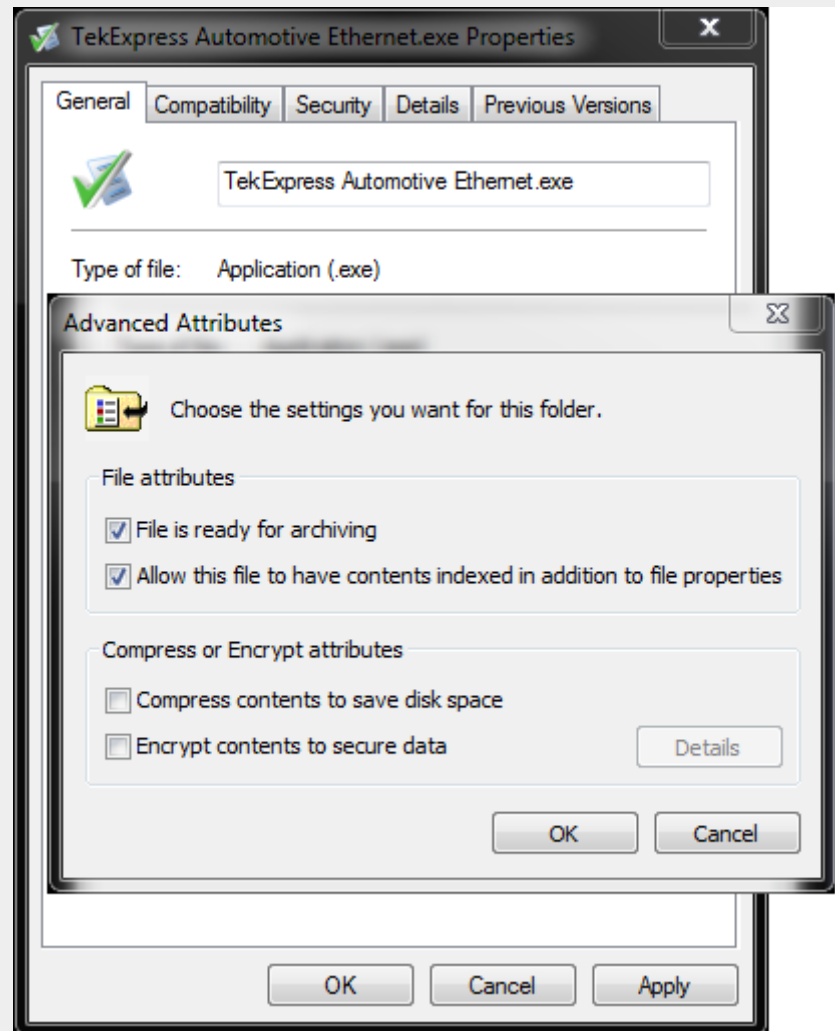 TekExpress Automotive Ethernet.exe Properties
x
General Compatibility Security Details Previous Versions
TekExpress Automotive Ethernet.exe
Type of file: Application (.exe)
Advanced Attributes
Choose the settings you want for this folder.
File attributes
File is ready for archiving
Allow this file to have contents indexed in addition to file properties
Compress or Encrypt attributes
Compress contents to save disk space
Encrypt contents to secure data
Details
OK Cancel
OK Cancel Apply